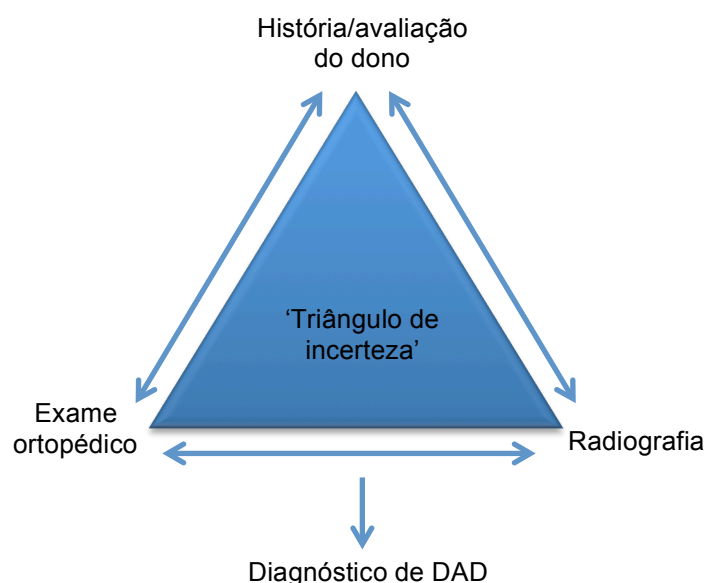 História/avaliação
do dono
‘Triângulo de
incerteza’
Exame
ortopédico
Radiografia
Diagnóstico de DAD